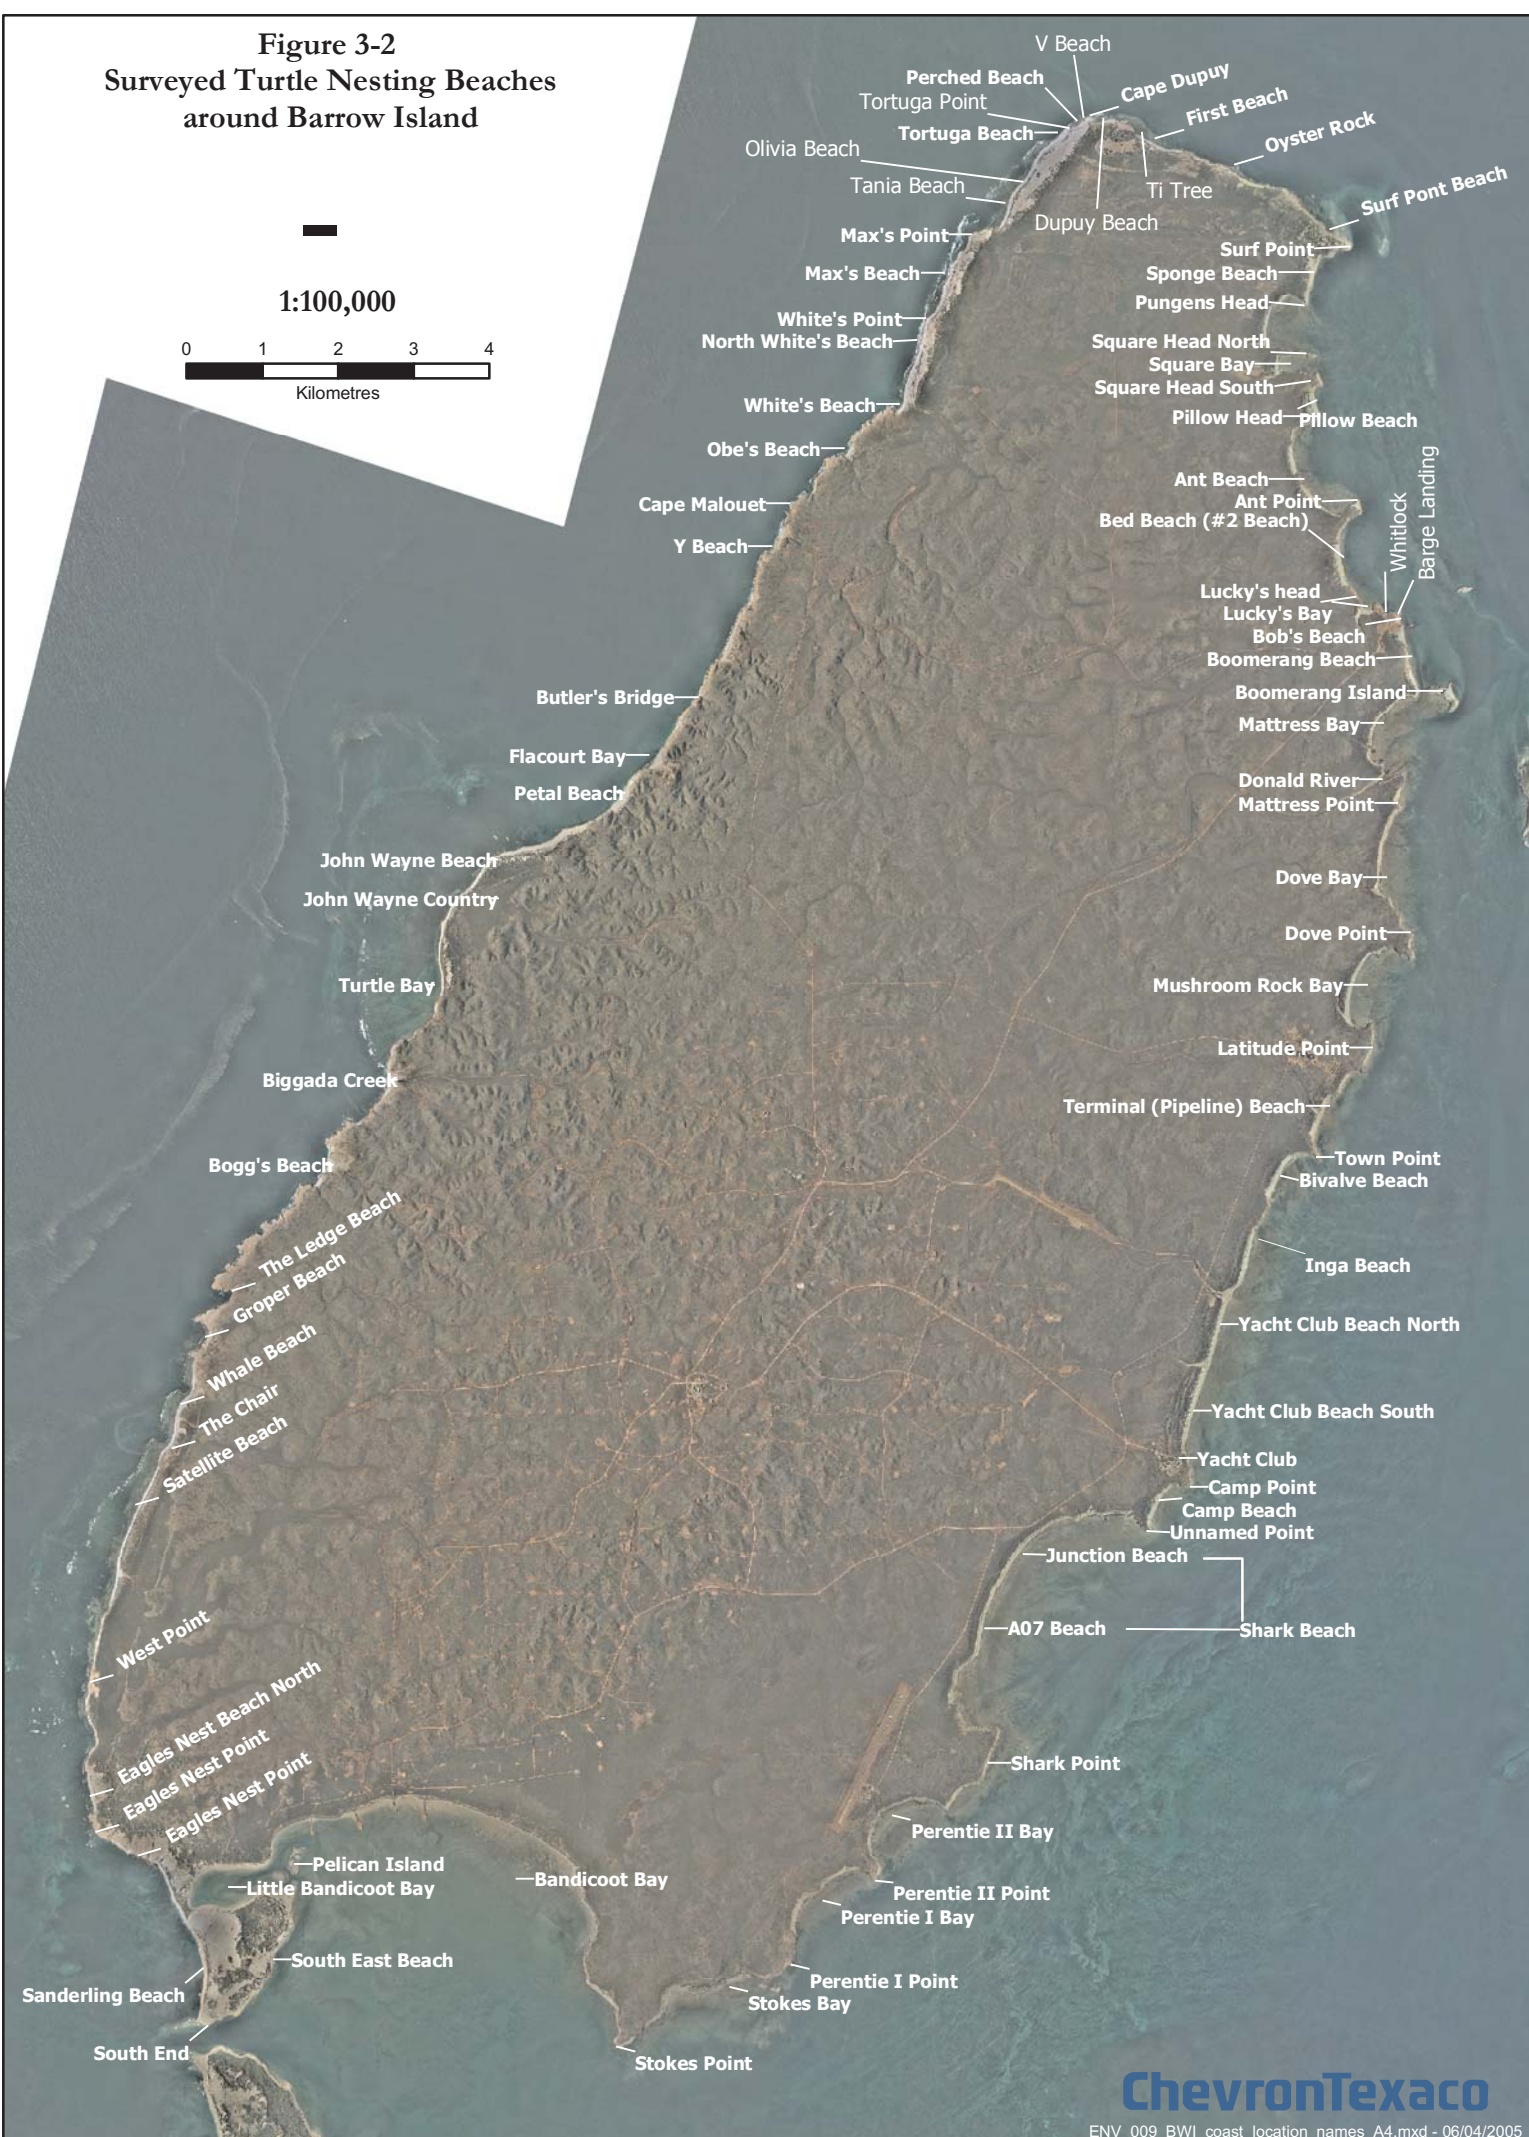 Figure 3-2
Surveyed Turtle Nesting Beaches
around Barrow Island
1:100,000
0 1 2 3 4
Kilometres
V Beach
Perched Beach
Cape Dupuy
Tortuga Point
First Beach
Tortuga Beach
Oyster Rock
Olivia Beach
Tania Beach
Ti Tree
Surf Pont Beach
Dupuy Beach
Max's Point
Surf Point
Max's Beach
Sponge Beach
Pungens Head
White's Point
North White's Beach
Square Head North
Square Bay
Square Head South
White's Beach
Pillow Head
Pillow Beach
Obe's Beach
Ant Beach
Cape Malouet
Ant Point
Bed Beach (#2 Beach)
Whitlock
Barge Landing
Y Beach
Lucky's head
Lucky's Bay
Bob's Beach
Boomerang Beach
Butler's Bridge
Boomerang Island
Mattress Bay
Flacourt Bay
Donald River
Petal Beach
Mattress Point
John Wayne Beach
Dove Bay
John Wayne Country
Dove Point
Turtle Bay
Mushroom Rock Bay
Latitude Point
Biggada Creek
Terminal (Pipeline) Beach
Town Point
Bogg's Beach
Bivalve Beach
The Ledge Beach
Inga Beach
Groper Beach
Yacht Club Beach North
Whale Beach
The Chair
Yacht Club Beach South
Satellite Beach
Yacht Club
Camp Point
Camp Beach
Unnamed Point
Junction Beach
A07 Beach
Shark Beach
West Point
Eagles Nest Beach North
Eagles Nest Point
Eagles Nest Point
Shark Point
Perentie II Bay
Pelican Island
Bandicoot Bay
Little Bandicoot Bay
Perentie II Point
Perentie I Bay
South East Beach
Perentie I Point
Sanderling Beach
Stokes Bay
South End
Stokes Point
ChevronTexaco
ENV_009_BWI_coast_location_names_A4.mxd - 06/04/2005